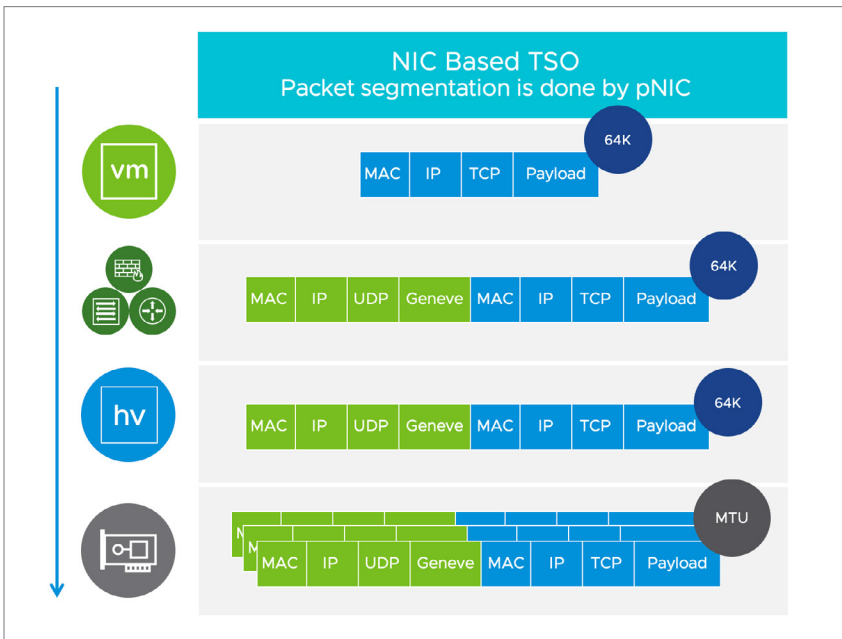 NIC Based TSO
Packet segmentation is done by pNIC
vm
64K
MAC IP TCP Payload
64K
MAC IP UDP Geneve MAC IP TCP Payload
hv
64K
MAC IP UDP Geneve MAC IP TCP Payload
MTU
MAC IP UDP Geneve MAC IP TCP Payload